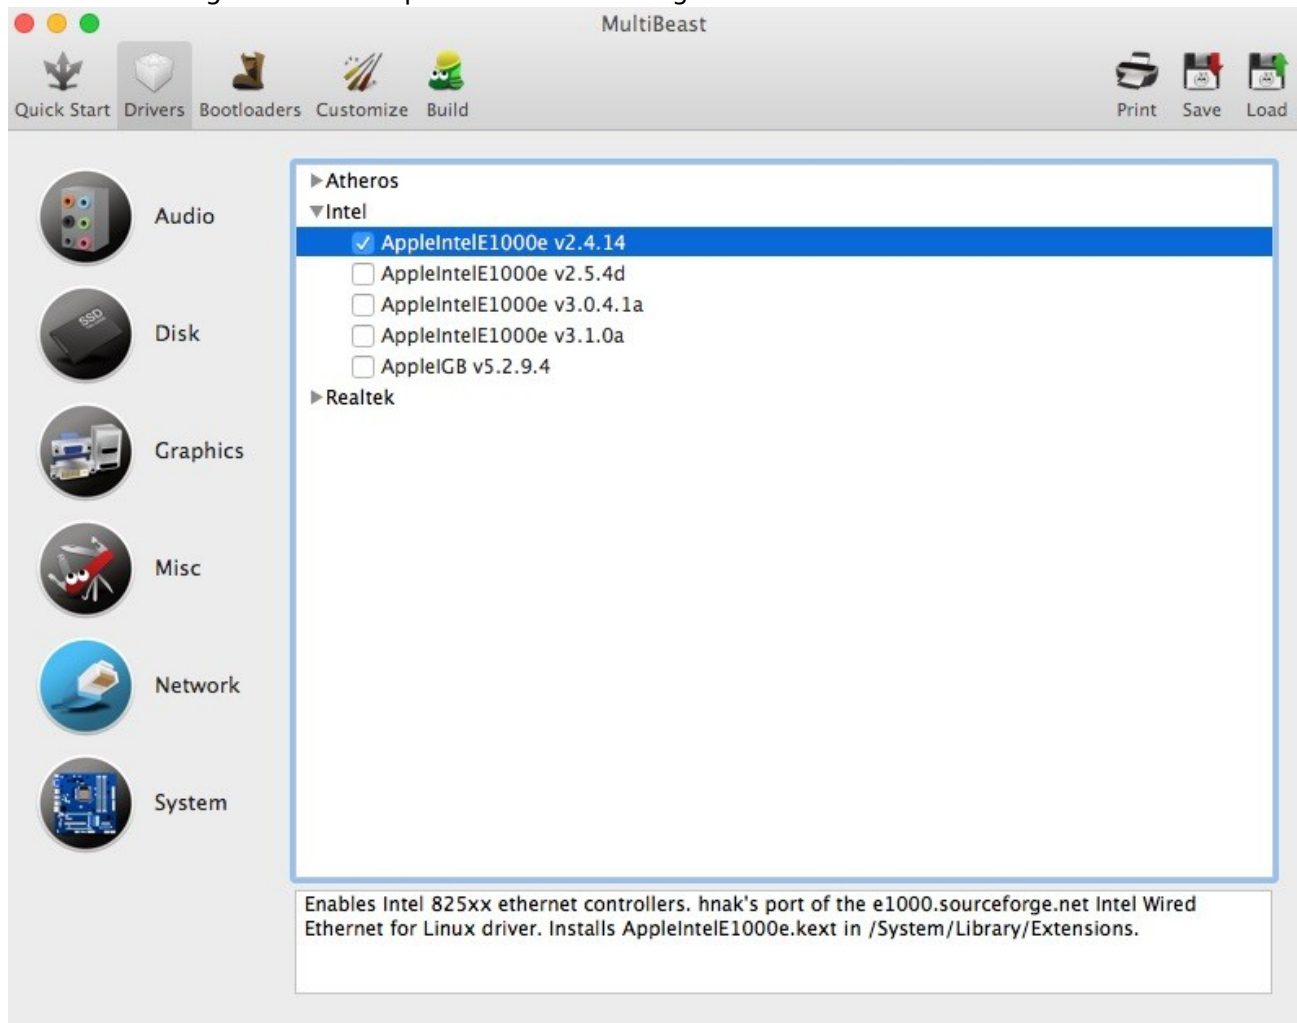 MultiBeast
Quick Start Drivers Bootloaders Customize Build Print Save Load
Audio
Disk
SSD
Graphics
Misc
Network
System
▶Atheros
▼Intel
AppleIntelE1000e v2.4.14
AppleIntelE1000e v2.5.4d
AppleIntelE1000e v3.0.4.1a
AppleIntelE1000e v3.1.0a
AppleIGB v5.2.9.4
▶Realtek
Enables Intel 825xx ethernet controllers. hnak's port of the e1000.sourceforge.net Intel Wired
Ethernet for Linux driver. Installs AppleIntelE1000e.kext in /System/Library/Extensions.